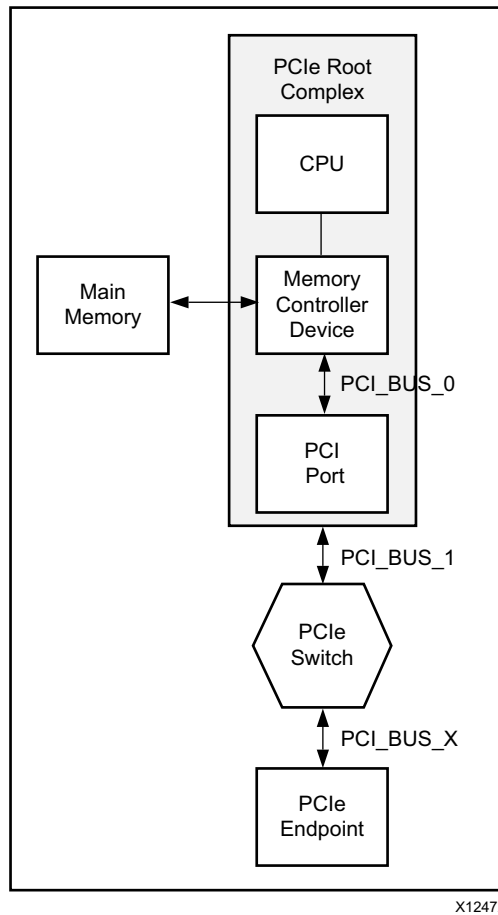 PCIe Root
Complex
CPU
Main
Memory
Memory
Controller
Device
PCI_BUS_0
PCI
Port
PCI_BUS_1
PCIe
Switch
PCI_BUS_X
PCIe
Endpoint
X1247